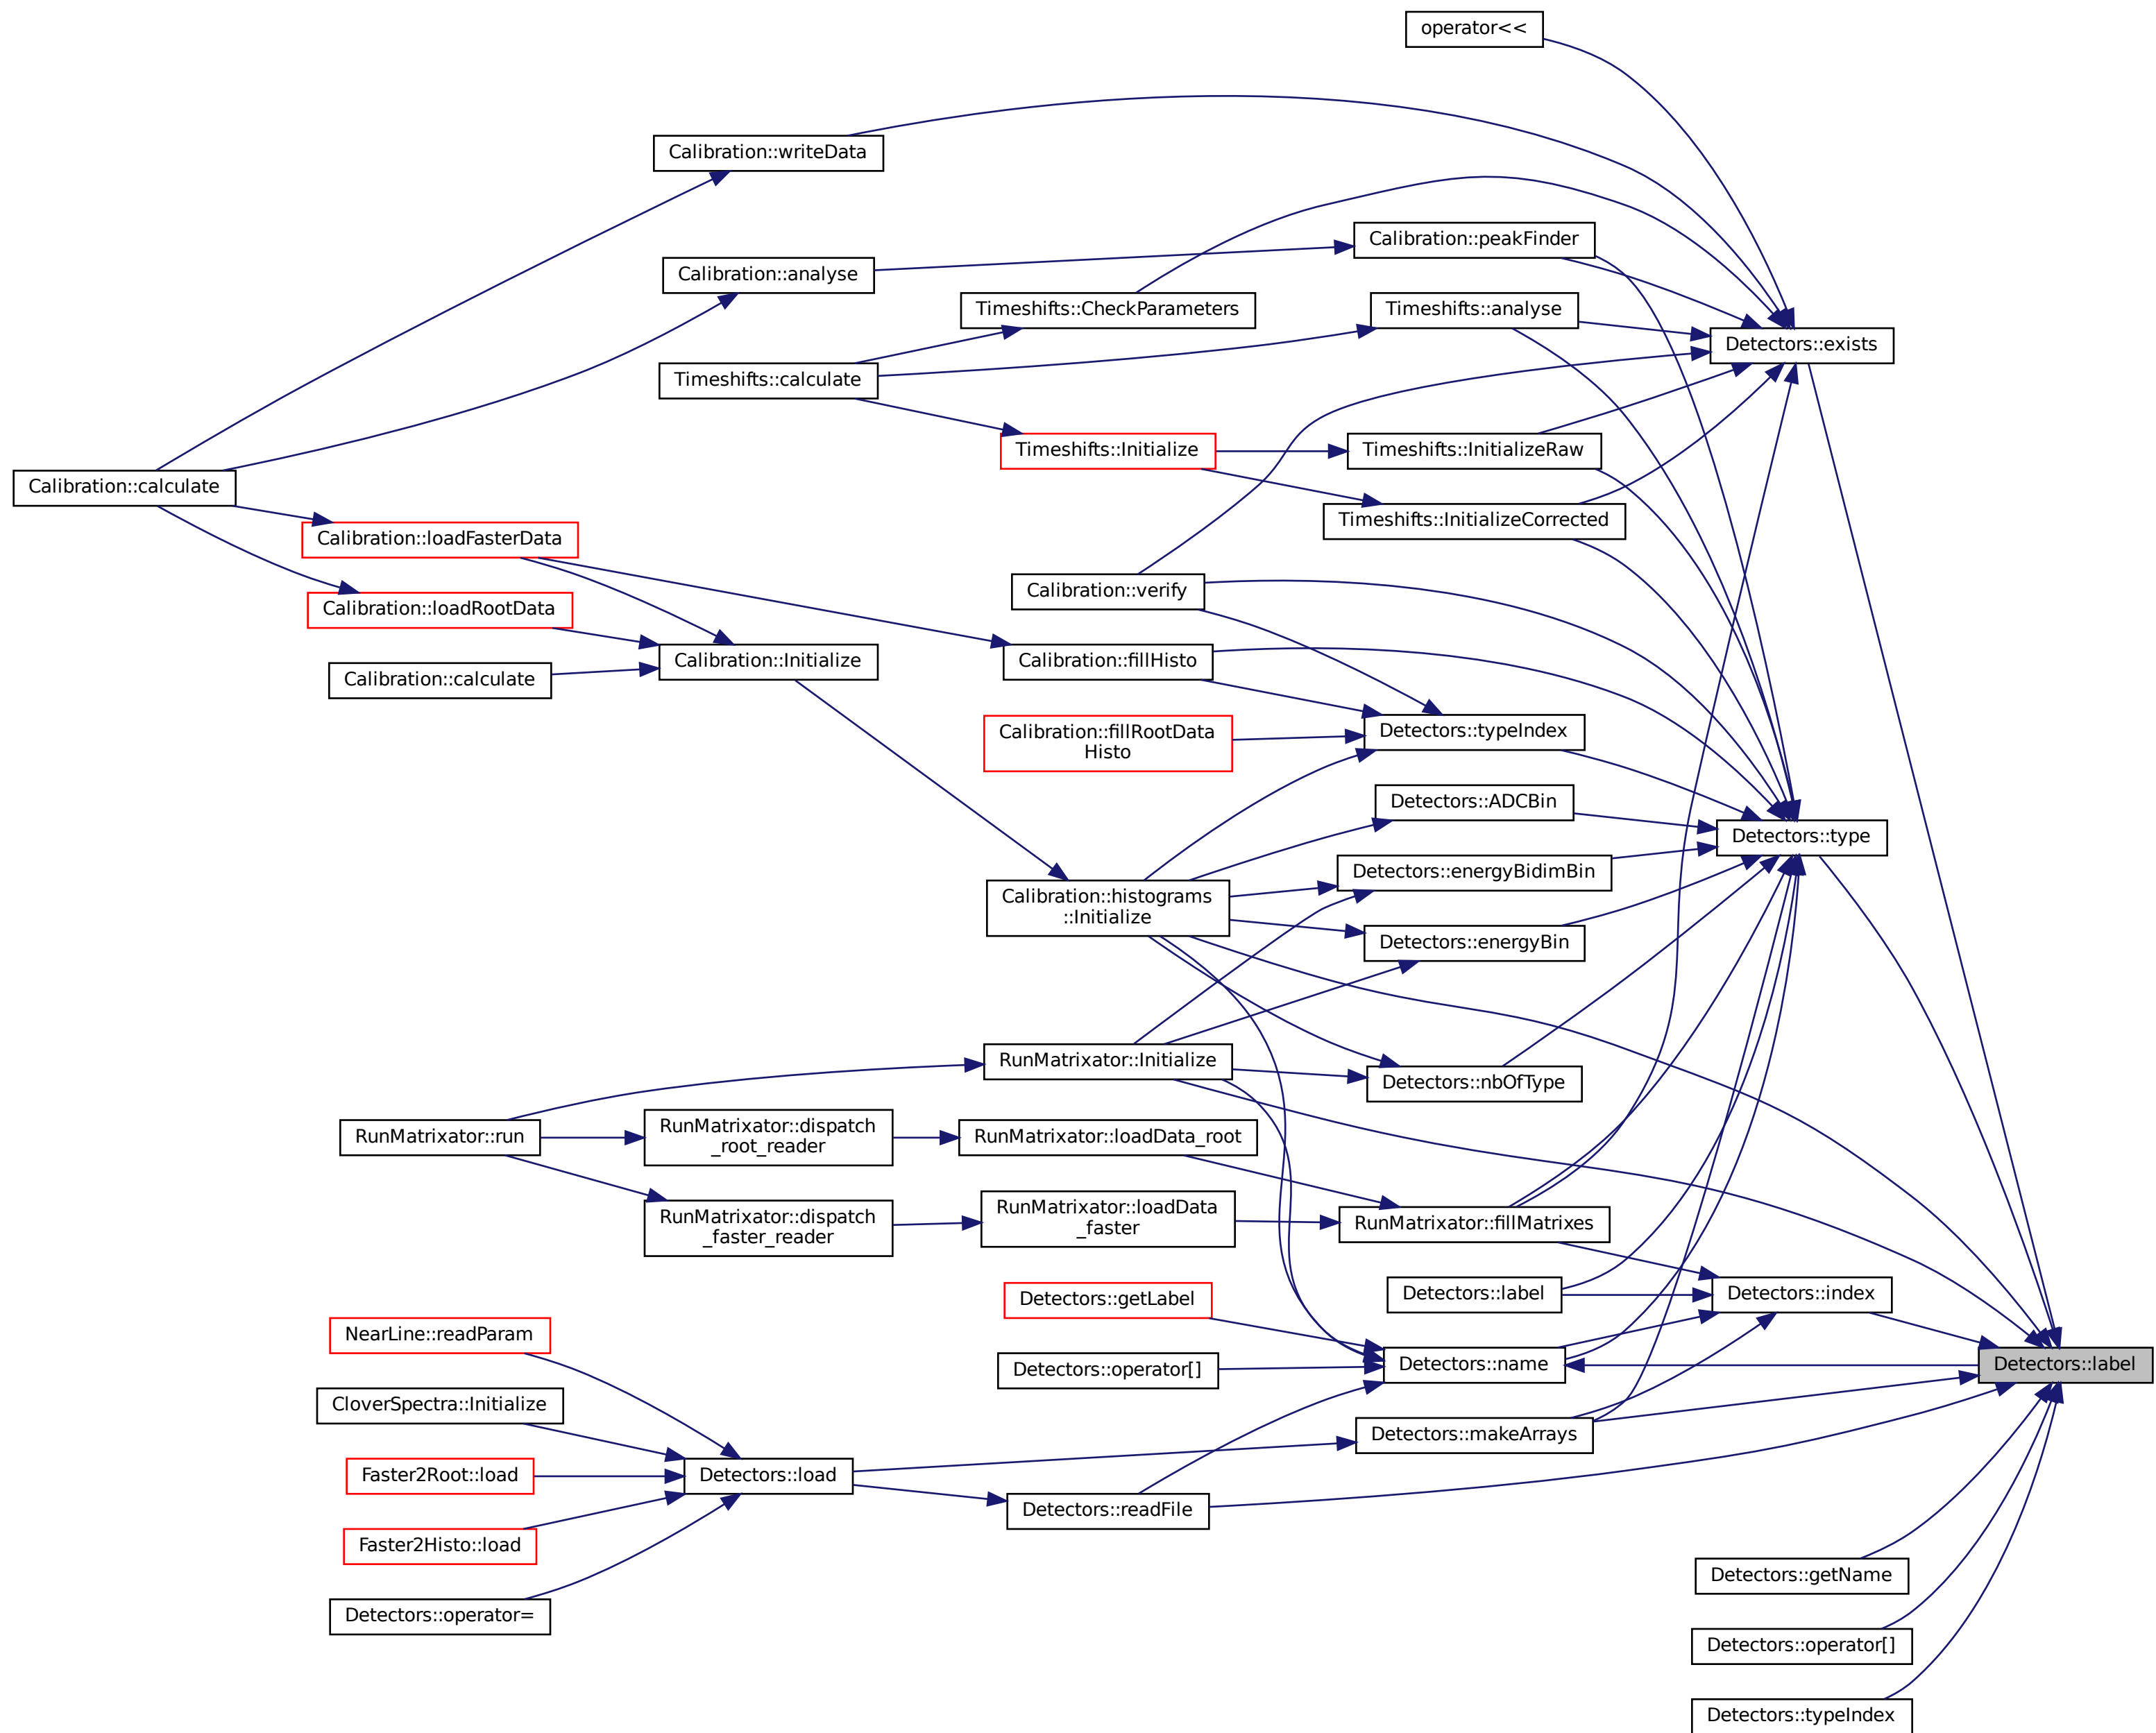 operator<<
Calibration::writeData
Calibration::peakFinder
Calibration::analyse
Timeshifts::CheckParameters
Timeshifts::analyse
Detectors::exists
Timeshifts::calculate
Timeshifts::Initialize
Timeshifts::InitializeRaw
Calibration::calculate
Timeshifts::InitializeCorrected
Calibration::loadFasterData
Calibration::verify
Calibration::loadRootData
Calibration::Initialize
Calibration::fillHisto
Calibration::calculate
Calibration::fillRootData
Histo
Detectors::typeIndex
Detectors::ADCBin
Detectors::type
Detectors::energyBidimBin
Calibration::histograms
::Initialize
Detectors::energyBin
RunMatrixator::Initialize
Detectors::nbOfType
RunMatrixator::run
RunMatrixator::dispatch
_root_reader
RunMatrixator::loadData_root
RunMatrixator::dispatch
_faster_reader
RunMatrixator::loadData
_faster
RunMatrixator::fillMatrixes
Detectors::getLabel
Detectors::label
Detectors::index
NearLine::readParam
Detectors::operator[]
Detectors::name
Detectors::label
CloverSpectra::Initialize
Detectors::makeArrays
Faster2Root::load
Detectors::load
Detectors::readFile
Faster2Histo::load
Detectors::getName
Detectors::operator=
Detectors::operator[]
Detectors::typeIndex